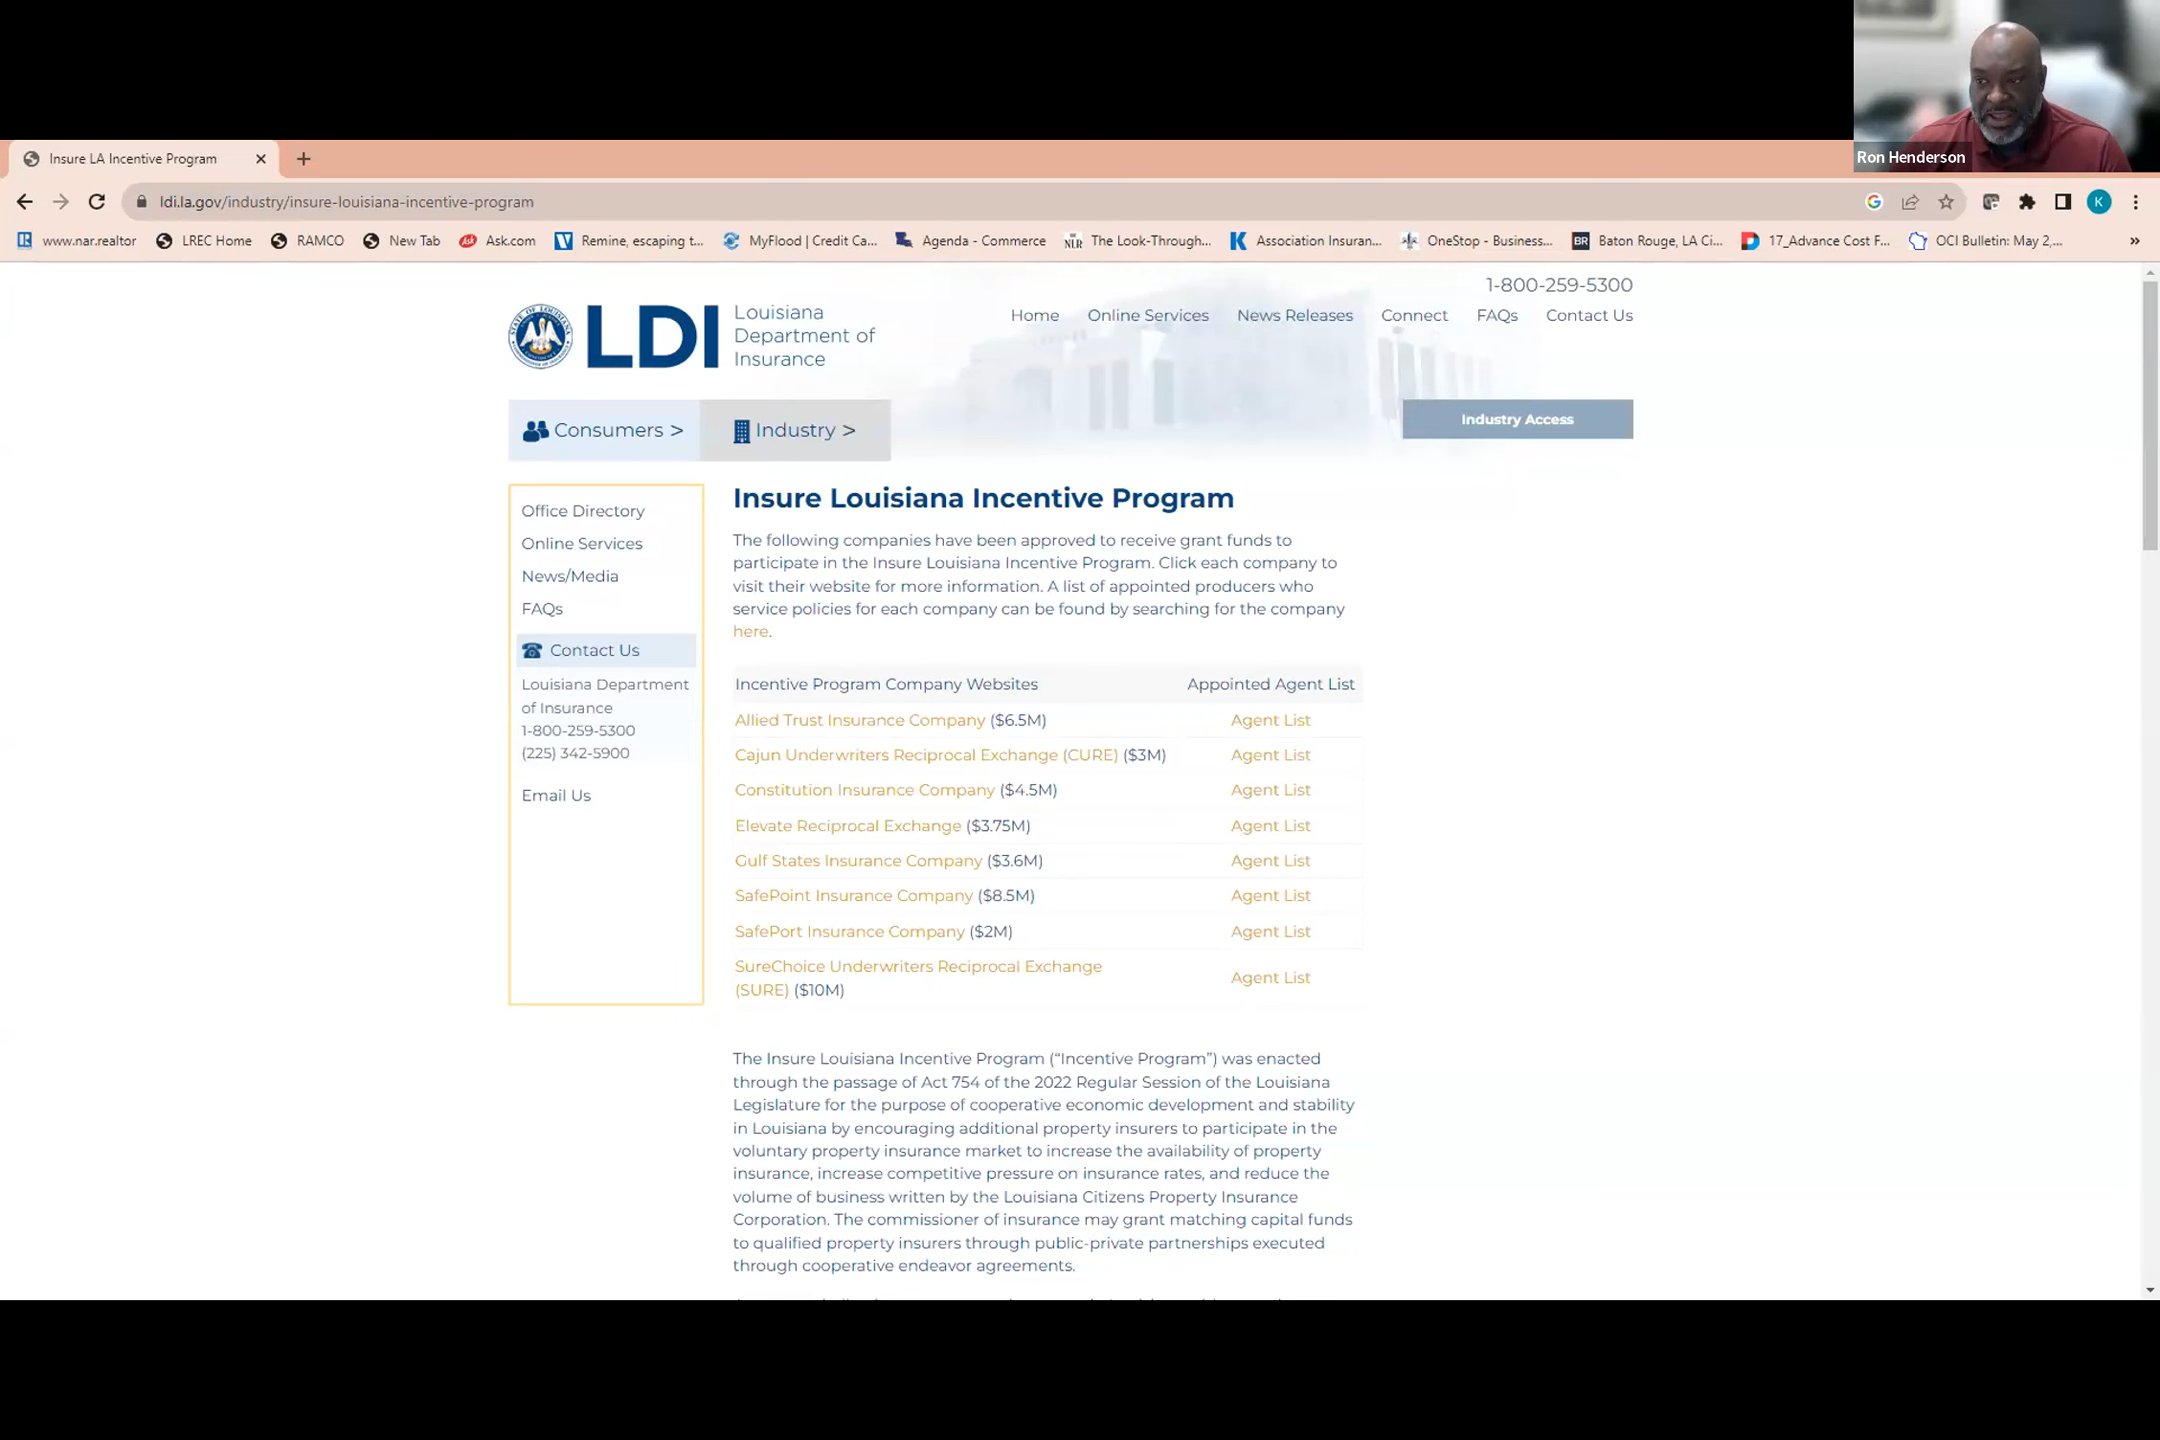 Ron Henderson
Insure LA Incentive Program
ldi.la.gov/industry/insure-louisiana-incentive-program
K
www.nar.realtor LREC Home RAMCO New Tab Ask.com Remine, escaping t... MyFlood | Credit Ca... Agenda - Commerce The Look-Through... Association Insuran... OneStop - Business... Baton Rouge, LA Ci... 17_Advance Cost F... OCI Bulletin: May 2,... »
1-800-259-5300
LDI
Louisiana
Department of
Insurance
Home Online Services News Releases Connect FAQs Contact Us
Consumers > Industry >
Industry Access
Office Directory
Online Services
News/Media
FAQs
Contact Us
Louisiana Department
of Insurance
1-800-259-5300
(225) 342-5900
Email Us
Insure Louisiana Incentive Program
The following companies have been approved to receive grant funds to
participate in the Insure Louisiana Incentive Program. Click each company to
visit their website for more information. A list of appointed producers who
service policies for each company can be found by searching for the company
here.
Incentive Program Company Websites Appointed Agent List
Allied Trust Insurance Company ($6.5M) Agent List
Cajun Underwriters Reciprocal Exchange (CURE) ($3M) Agent List
Constitution Insurance Company ($4.5M) Agent List
Elevate Reciprocal Exchange ($3.75M) Agent List
Gulf States Insurance Company ($3.6M) Agent List
SafePoint Insurance Company ($8.5M) Agent List
SafePort Insurance Company ($2M) Agent List
SureChoice Underwriters Reciprocal Exchange
(SURE) ($10M) Agent List
The Insure Louisiana Incentive Program (“Incentive Program”) was enacted
through the passage of Act 754 of the 2022 Regular Session of the Louisiana
Legislature for the purpose of cooperative economic development and stability
in Louisiana by encouraging additional property insurers to participate in the
voluntary property insurance market to increase the availability of property
insurance, increase competitive pressure on insurance rates, and reduce the
volume of business written by the Louisiana Citizens Property Insurance
Corporation. The commissioner of insurance may grant matching capital funds
to qualified property insurers through public-private partnerships executed
through cooperative endeavor agreements.